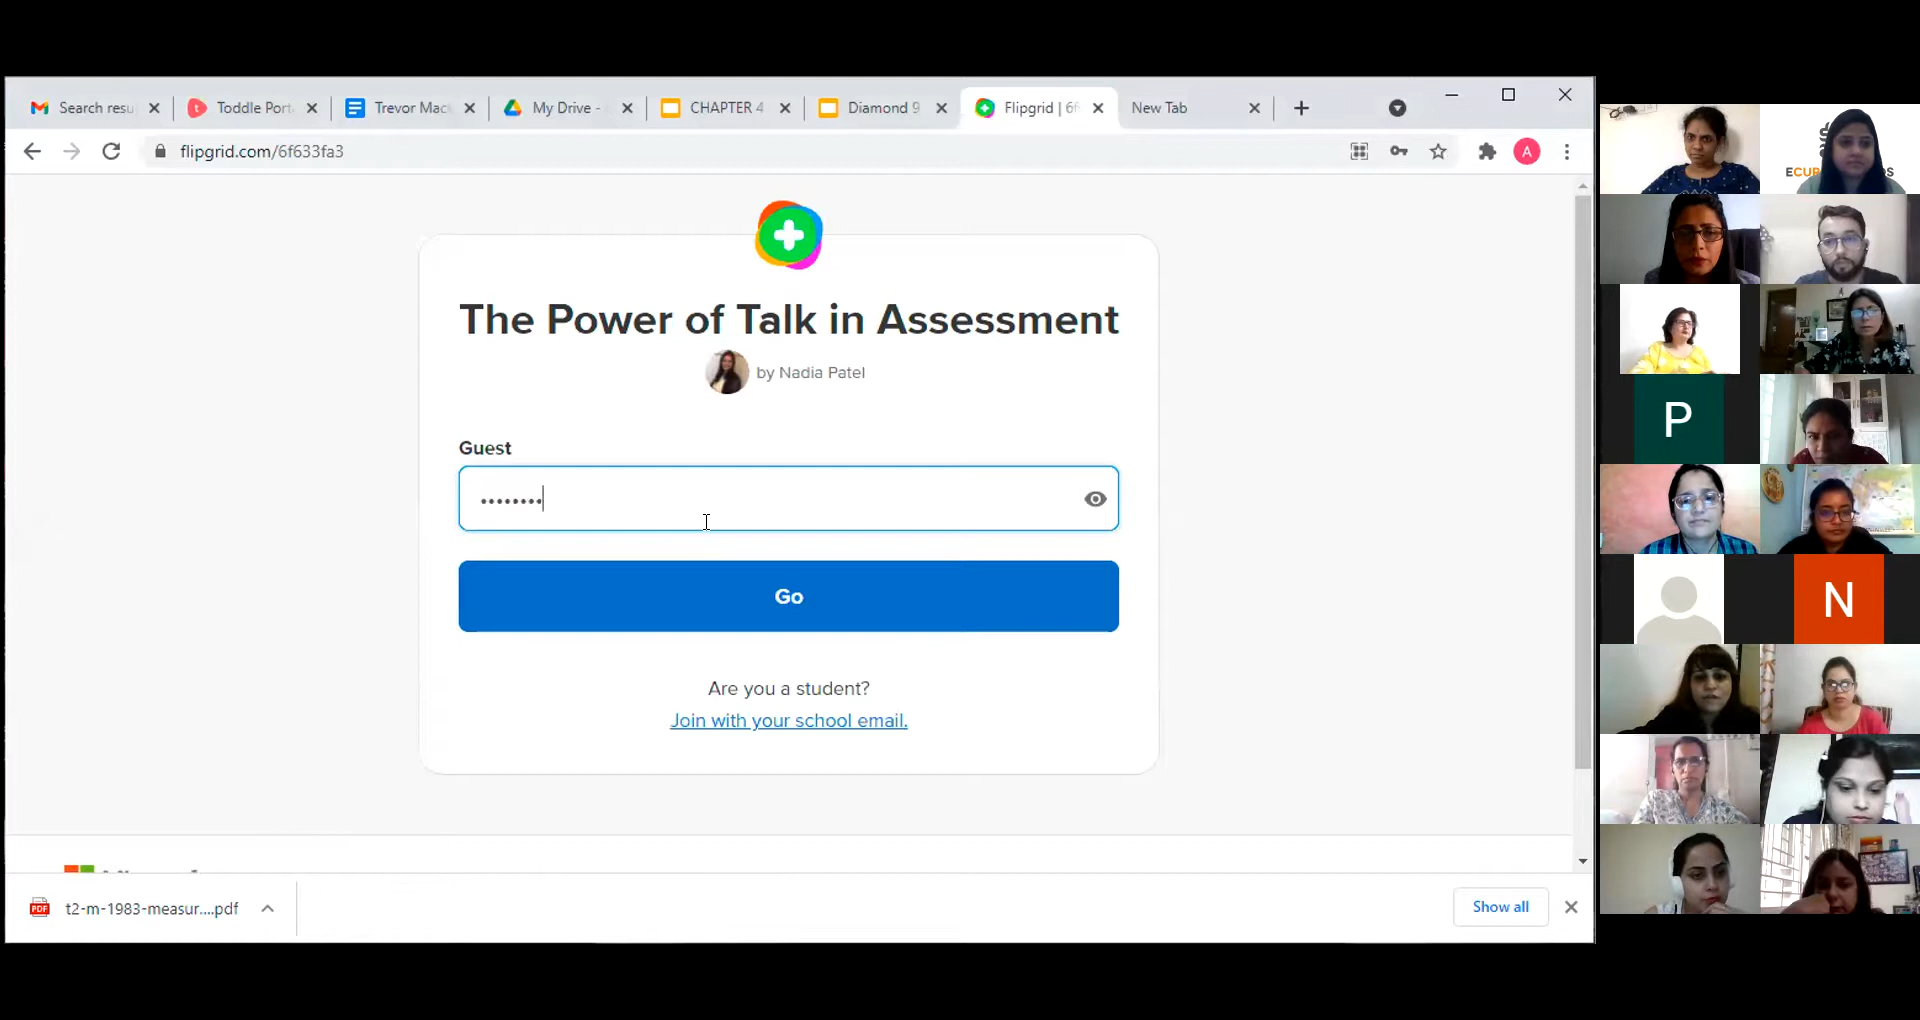 Search resu
Toddle Port
Trevor Mac
My Drive -
CHAPTER 4
Diamond 9
Flipgrid | 6f
New Tab
flipgrid.com/6f633fa3
A
The Power of Talk in Assessment
by Nadia Patel
Guest
••••••••
Go
Are you a student?
Join with your school email.
t2-m-1983-measur....pdf
Show all
P
N